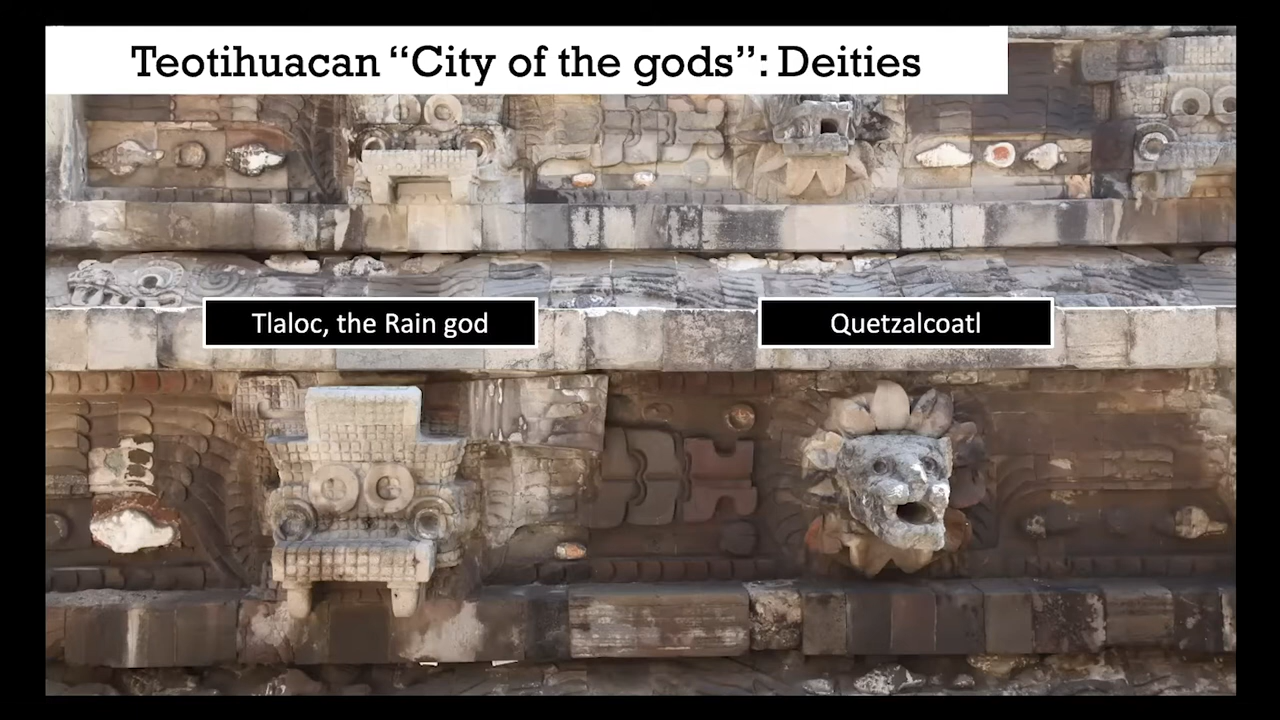 Teotihuacan “City of the gods”: Deities
Tlaloc, the Rain god
Quetzalcoatl